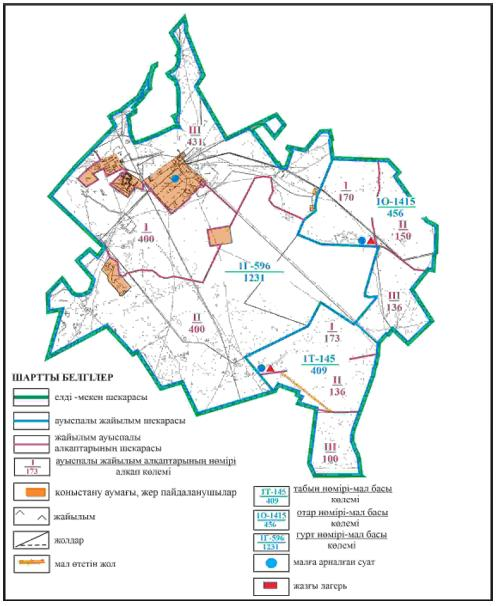 III
431
I
170
1О-1415
456
II
150
I
400
1Г-596
1231
III
136
II
400
I
173
1Т-145
409
II
136
III
100
ШАРТТЫ БЕЛГІЛЕР
елді -мекен шекарасы
ауыспалы жайылым шекарасы
жайылым ауыспалы
алқаптарының шекарасы
I
173
ауыспалы жайылым алқаптарының нөмірі
алқап көлемі
қоныстану аумағы, жер пайдаланушылар
жайылым
жолдар
мал өтетін жол
1Т-145
409
табын нөмірі-мал басы
көлемі
1О-1415
456
отар нөмірі-мал басы
көлемі
1Г-596
1231
гурт нөмірі-мал басы
көлемі
малға арналған суат
жазғы лагерь